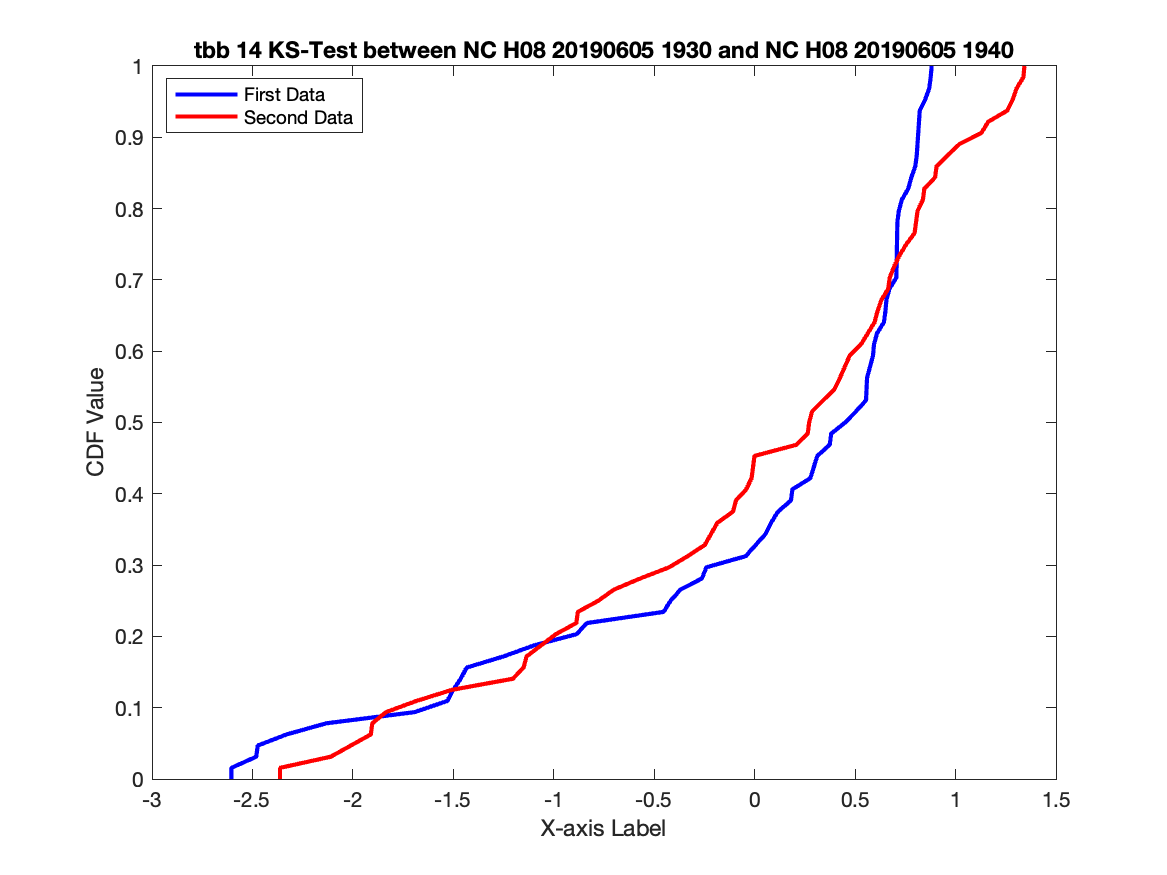 tbb 14 KS-Test between NC H08 20190605 1930 and NC H08 20190605 1940
First Data
Second Data
1
0.9
0.8
0.7
0.6
0.5
0.4
0.3
0.2
0.1
0
CDF Value
-3 -2.5 -2 -1.5 -1 -0.5 0 0.5 1 1.5
X-axis Label